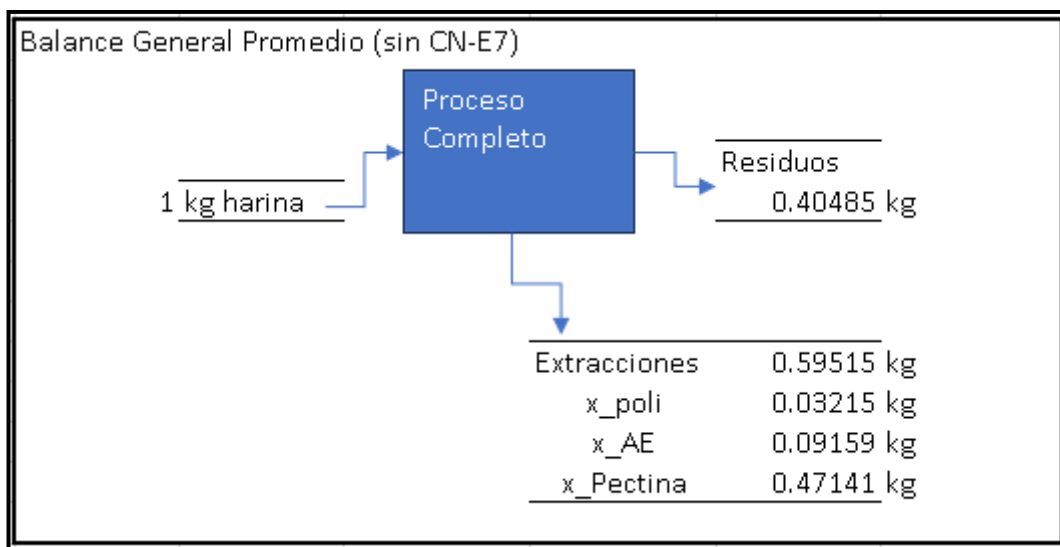 Balance General Promedio (sin CN-E7)
Proceso
Completo
1 kg harina
Residuos
0.40485 kg
Extracciones 0.59515 kg
x_poli 0.03215 kg
x_AE 0.09159 kg
x_Pectina 0.47141 kg